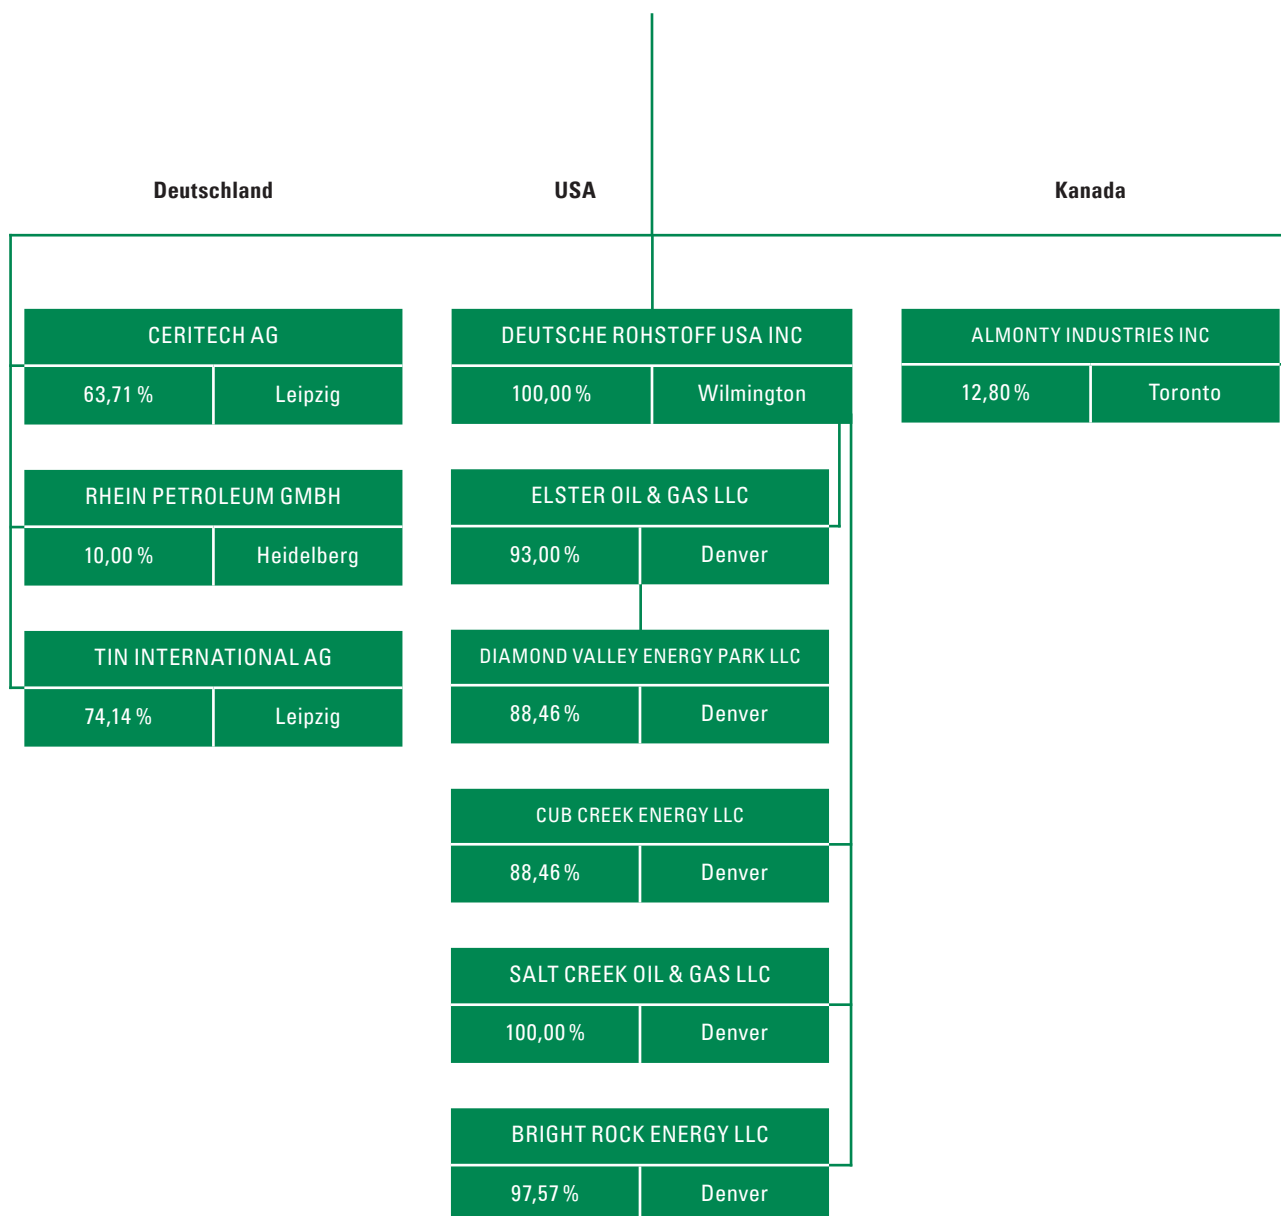 Deutschland
USA
Kanada
CERITECH AG
63,71 %
Leipzig
RHEIN PETROLEUM GMBH
10,00 %
Heidelberg
TIN INTERNATIONAL AG
74,14 %
Leipzig
DEUTSCHE ROHSTOFF USA INC
100,00 %
Wilmington
ELSTER OIL & GAS LLC
93,00 %
Denver
DIAMOND VALLEY ENERGY PARK LLC
88,46 %
Denver
CUB CREEK ENERGY LLC
88,46 %
Denver
SALT CREEK OIL & GAS LLC
100,00 %
Denver
BRIGHT ROCK ENERGY LLC
97,57 %
Denver
ALMONTY INDUSTRIES INC
12,80 %
Toronto